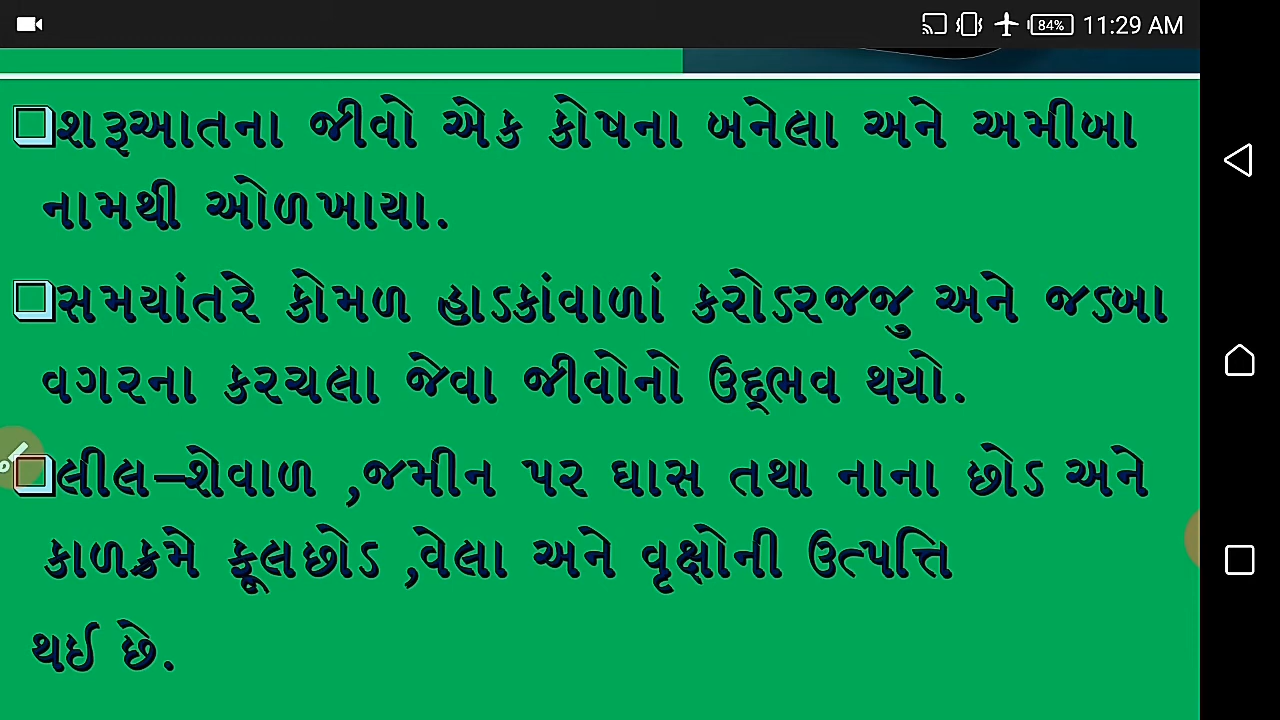 84% 11:29 AM
શરૂઆતના જીવો એક કોષના બનેલા અને અમીબા
નામથી ઓળખાયા.
સમયાંતરે કોમળ હાડકાંવાળાં કરોડરજ્જુ અને જડબા
વગરના કરચલા જેવા જીવોનો ઉદ્ભવ થયો.
લીલ–શેવાળ ,જમીન પર ઘાસ તથા નાના છોડ અને
કાળક્રમે ફૂલછોડ ,વેલા અને વૃક્ષોની ઉત્પત્તિ
થઈ છે.